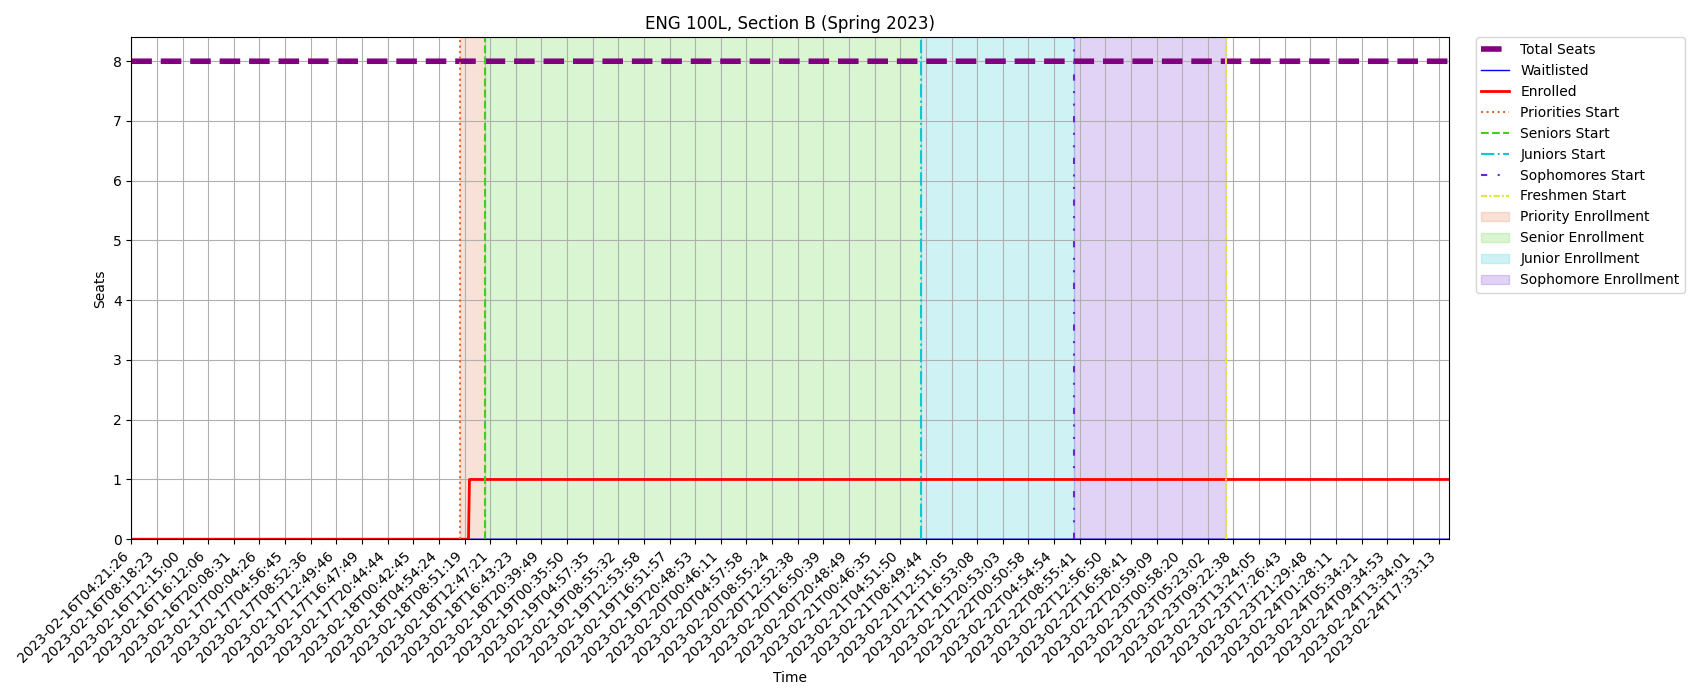 ENG 100L, Section B (Spring 2023)
Seats
8
7
6
5
4
3
2
1
0
2023-02-16T04:21:26
2023-02-16T08:18:23
2023-02-16T12:15:00
2023-02-16T16:12:06
2023-02-16T20:08:31
2023-02-17T00:04:26
2023-02-17T04:56:45
2023-02-17T08:52:36
2023-02-17T12:49:46
2023-02-17T16:47:49
2023-02-17T20:44:44
2023-02-18T00:42:45
2023-02-18T04:54:24
2023-02-18T08:51:19
2023-02-18T12:47:21
2023-02-18T16:43:23
2023-02-18T20:39:49
2023-02-19T00:35:50
2023-02-19T04:57:35
2023-02-19T08:55:32
2023-02-19T12:53:58
2023-02-19T16:51:57
2023-02-19T20:48:53
2023-02-20T00:46:11
2023-02-20T04:57:58
2023-02-20T08:55:24
2023-02-20T12:52:38
2023-02-20T16:50:39
2023-02-20T20:48:49
2023-02-21T00:46:35
2023-02-21T04:51:50
2023-02-21T08:49:44
2023-02-21T12:51:05
2023-02-21T16:53:08
2023-02-21T20:53:03
2023-02-22T00:50:58
2023-02-22T04:54:54
2023-02-22T08:55:41
2023-02-22T12:56:50
2023-02-22T16:58:41
2023-02-22T20:59:09
2023-02-23T00:58:20
2023-02-23T05:23:02
2023-02-23T09:22:38
2023-02-23T13:24:05
2023-02-23T17:26:43
2023-02-23T21:29:48
2023-02-24T01:28:11
2023-02-24T05:34:21
2023-02-24T09:34:53
2023-02-24T13:34:01
2023-02-24T17:33:13
Time
Total Seats
Waitlisted
Enrolled
Priorities Start
Seniors Start
Juniors Start
Sophomores Start
Freshmen Start
Priority Enrollment
Senior Enrollment
Junior Enrollment
Sophomore Enrollment